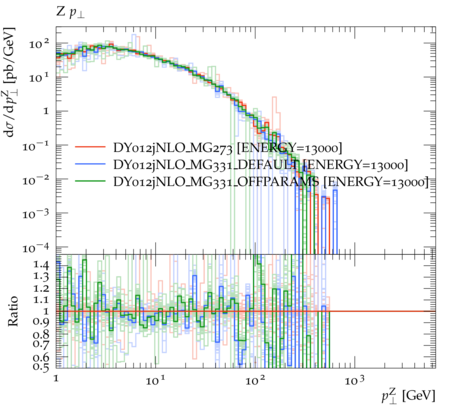 Z p⊥
dσ/dp⊥^Z [pb/GeV]
10²
10¹
1
10⁻¹
10⁻²
10⁻³
10⁻⁴
DY012jNLO_MG273 [ENERGY=13000]
DY012jNLO_MG331_DEFAULT [ENERGY=13000]
DY012jNLO_MG331_OFFPARAMS [ENERGY=13000]
Ratio
1.4
1.3
1.2
1.1
1
0.9
0.8
0.7
0.6
0.5
1 10¹ 10² 10³
p⊥^Z [GeV]